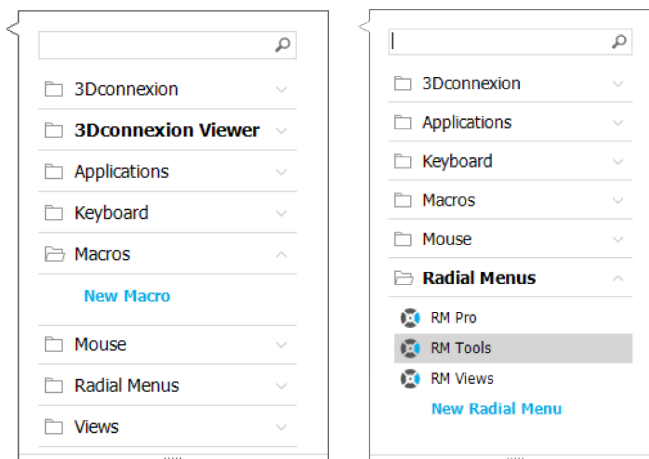 3Dconnexion
3Dconnexion Viewer
Applications
Keyboard
Macros
New Macro
Mouse
Radial Menus
Views
3Dconnexion
Applications
Keyboard
Macros
Mouse
Radial Menus
RM Pro
RM Tools
RM Views
New Radial Menu